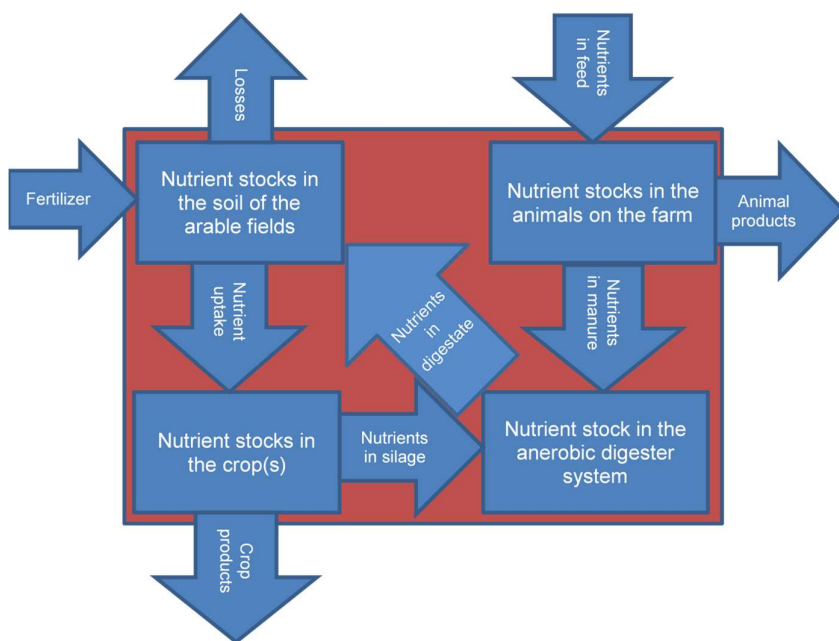 Losses
Nutrients
in feed
Fertilizer
Nutrient stocks in
the soil of the
arable fields
Nutrient stocks in the
animals on the farm
Animal
products
Nutrient
uptake
Nutrients
in
digestate
Nutrients
in manure
Nutrient stocks in
the crop(s)
Nutrients
in silage
Nutrient stock in the
anerobic digester
system
Crop
products